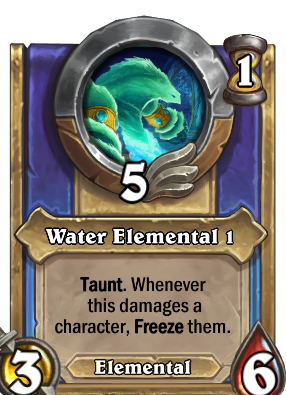 1
5
Water Elemental 1
Taunt. Whenever
this damages a
character, Freeze them.
Elemental
3
6